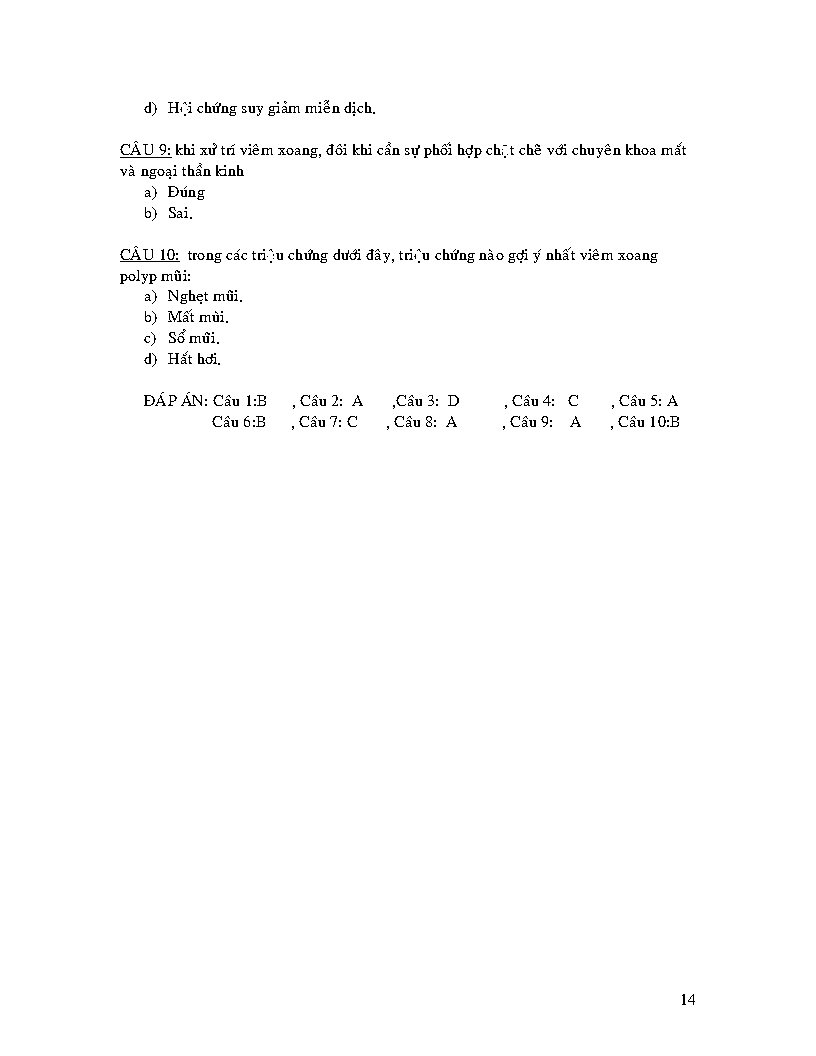 d) Hội chứng suy giảm miễn dịch.
CÂU 9: khi xử trí viêm xoang, đôi khi cần sự phối hợp chặt chẽ với chuyên khoa mắt
và ngoại thần kinh
a) Đúng
b) Sai.
CÂU 10: trong các triệu chứng dưới đây, triệu chứng nào gợi ý nhất viêm xoang
polyp mũi:
a) Nghẹt mũi.
b) Mất mùi.
c) Sổ mũi.
d) Hất hơi.
ĐÁP ÁN: Câu 1:B , Câu 2: A ,Câu 3: D , Câu 4: C , Câu 5: A
Câu 6:B , Câu 7: C , Câu 8: A , Câu 9: A , Câu 10:B
14